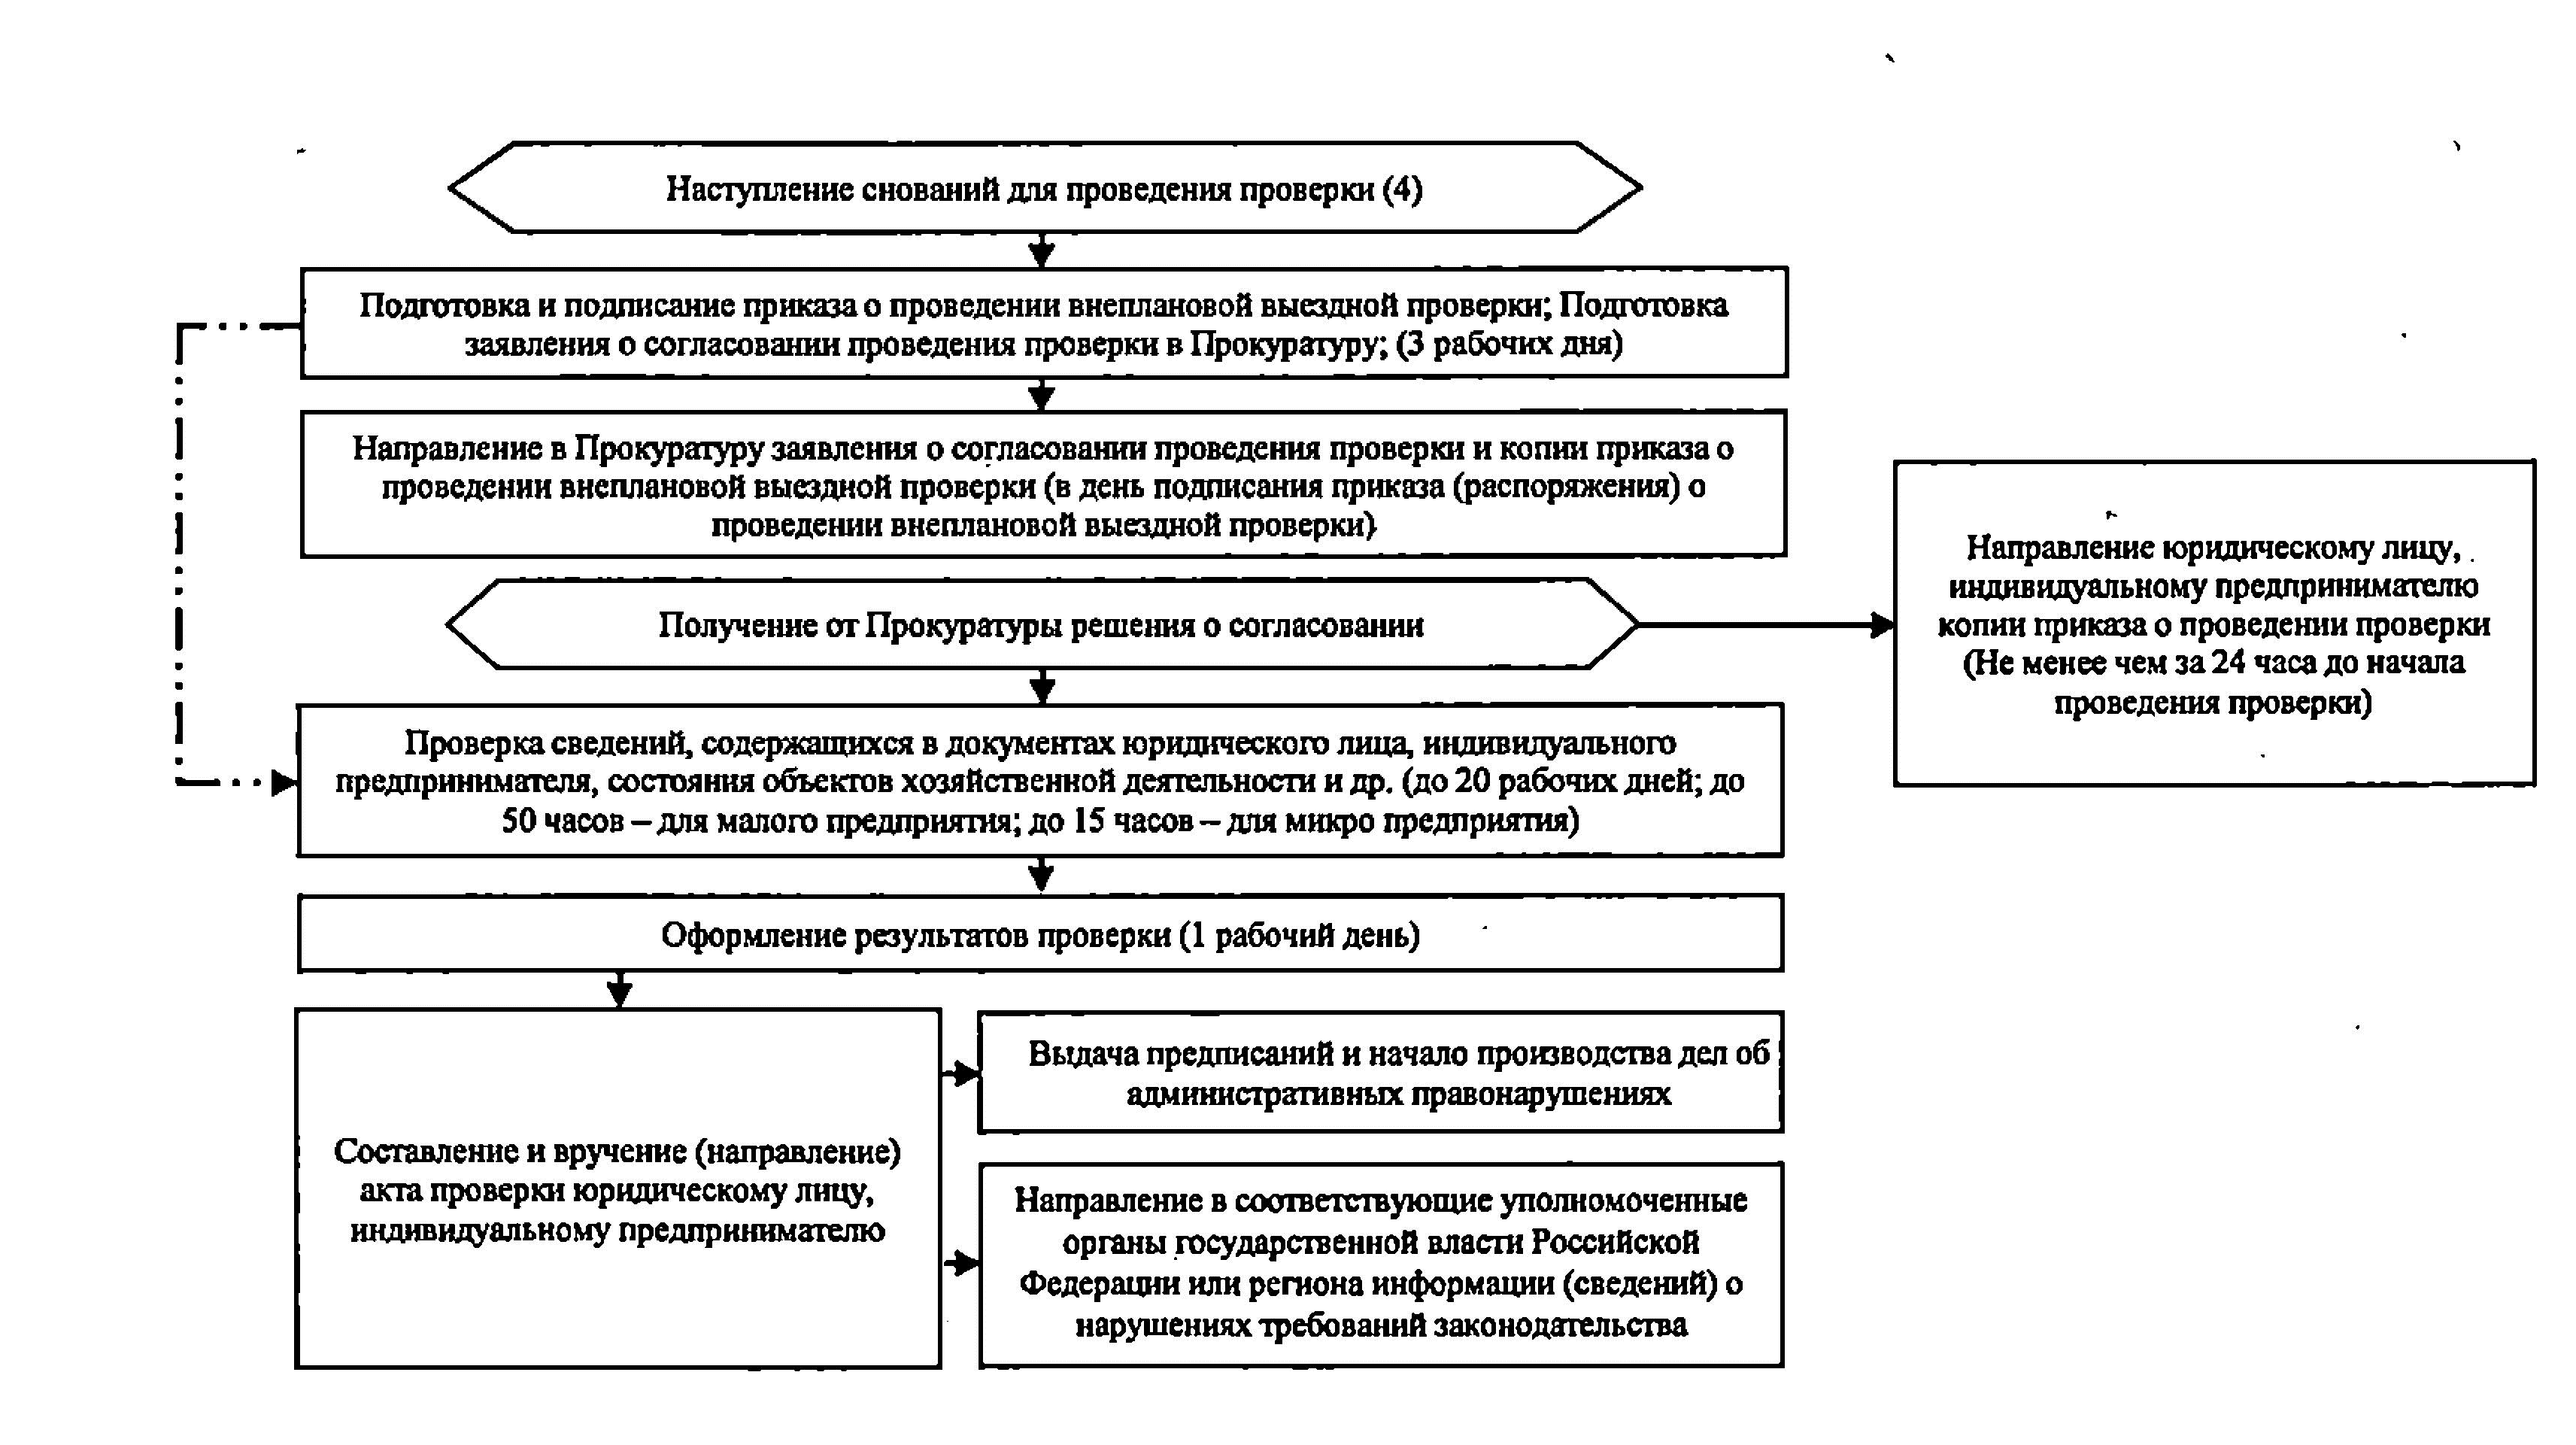 Наступление снований для проведения проверки (4)
Подготовка и подписание приказа о проведении внеплановой выездной проверки; Подготовка
заявления о согласовании проведения проверки в Прокуратуру; (3 рабочих дня)
Направление в Прокуратуру заявления о согласовании проведения проверки и копии приказа о
проведении внеплановой выездной проверки (в день подписания приказа (распоряжения) о
проведении внеплановой выездной проверки)
Получение от Прокуратуры решения о согласовании
Направление юридическому лицу,
индивидуальному предпринимателю
копии приказа о проведении проверки
(Не менее чем за 24 часа до начала
проведения проверки)
Проверка сведений, содержащихся в документах юридического лица, индивидуального
предпринимателя, состояния объектов хозяйственной деятельности и др. (до 20 рабочих дней; до
50 часов – для малого предприятия; до 15 часов – для микро предприятия)
Оформление результатов проверки (1 рабочий день)
Составление и вручение (направление)
акта проверки юридическому лицу,
индивидуальному предпринимателю
Выдача предписаний и начало производства дел об
административных правонарушениях
Направление в соответствующие уполномоченные
органы государственной власти Российской
Федерации или региона информации (сведений) о
нарушениях требований законодательства